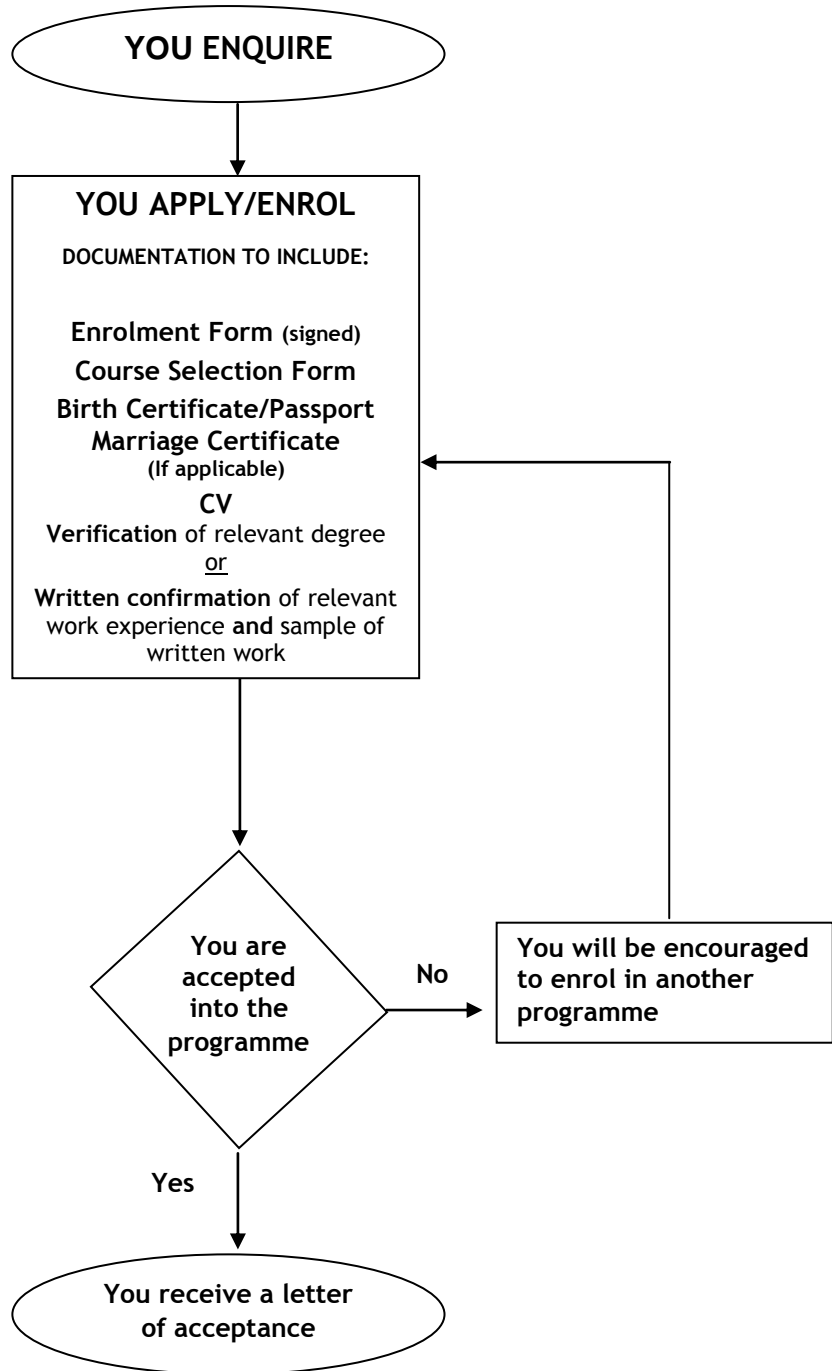 YOU ENQUIRE
YOU APPLY/ENROL
DOCUMENTATION TO INCLUDE:
Enrolment Form (signed)
Course Selection Form
Birth Certificate/Passport
Marriage Certificate
(If applicable)
CV
Verification of relevant degree
or
Written confirmation of relevant
work experience and sample of
written work
You are
accepted
into the
programme
No
You will be encouraged
to enrol in another
programme
Yes
You receive a letter
of acceptance